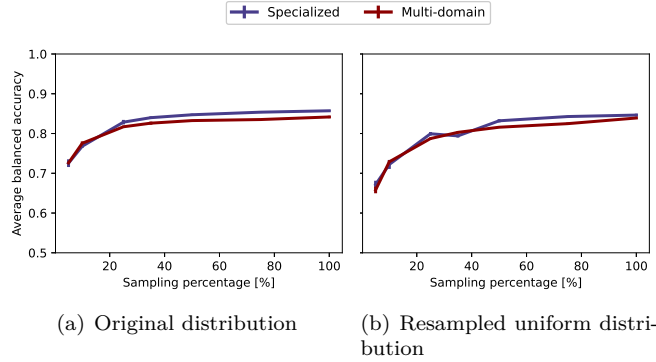 Specialized Multi-domain
1.0
0.9
0.8
0.7
0.6
0.5
Average balanced accuracy
20 40 60 80 100
Sampling percentage [%]
20 40 60 80 100
Sampling percentage [%]
(a) Original distribution
(b) Resampled uniform distri-
bution